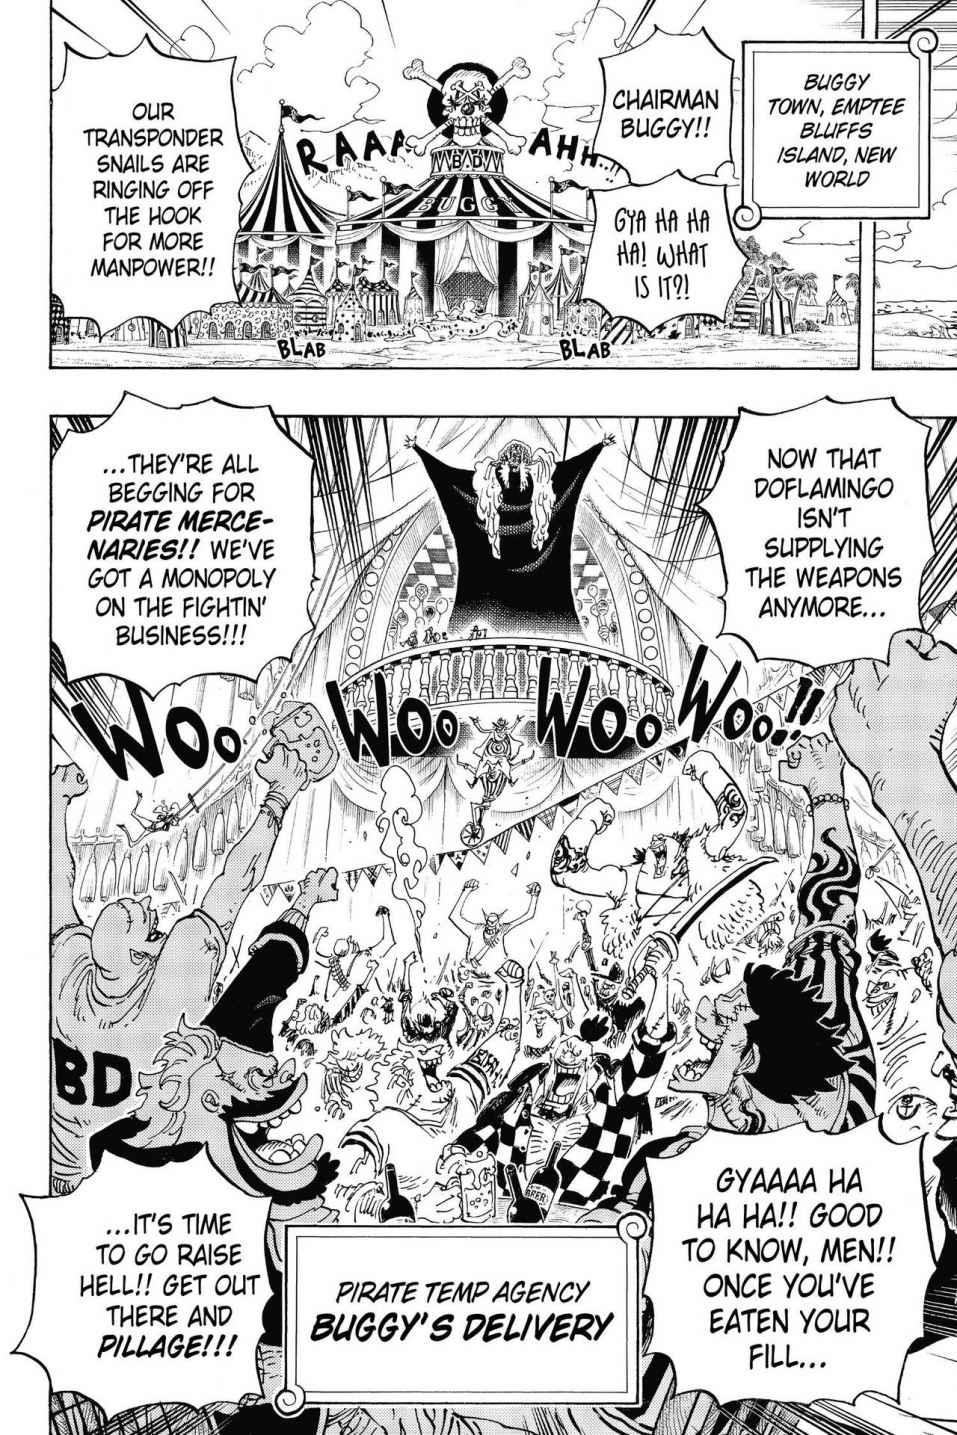 BUGGY
TOWN, EMPTEE
BLUFFS
ISLAND, NEW
WORLD
CHAIRMAN
BUGGY!!
GYA HA HA
HA! WHAT
IS IT?!
OUR
TRANSPONDER
SNAILS ARE
RINGING OFF
THE HOOK
FOR MORE
MANPOWER!!
RAAA
AHH...!!
BAD
BUGGY
BLAB
BLAB
NOW THAT
DOFLAMINGO
ISN'T
SUPPLYING
THE WEAPONS
ANYMORE...
...THEY'RE ALL
BEGGING FOR
PIRATE MERCE-
NARIES!! WE'VE
GOT A MONOPOLY
ON THE FIGHTIN'
BUSINESS!!!
WOO WOO WOO WOO..!!
BD
GYAAAA HA
HA HA!! GOOD
TO KNOW, MEN!!
ONCE YOU'VE
EATEN YOUR
FILL...
...IT'S TIME
TO GO RAISE
HELL!! GET OUT
THERE AND
PILLAGE!!!
PIRATE TEMP AGENCY
BUGGY'S DELIVERY